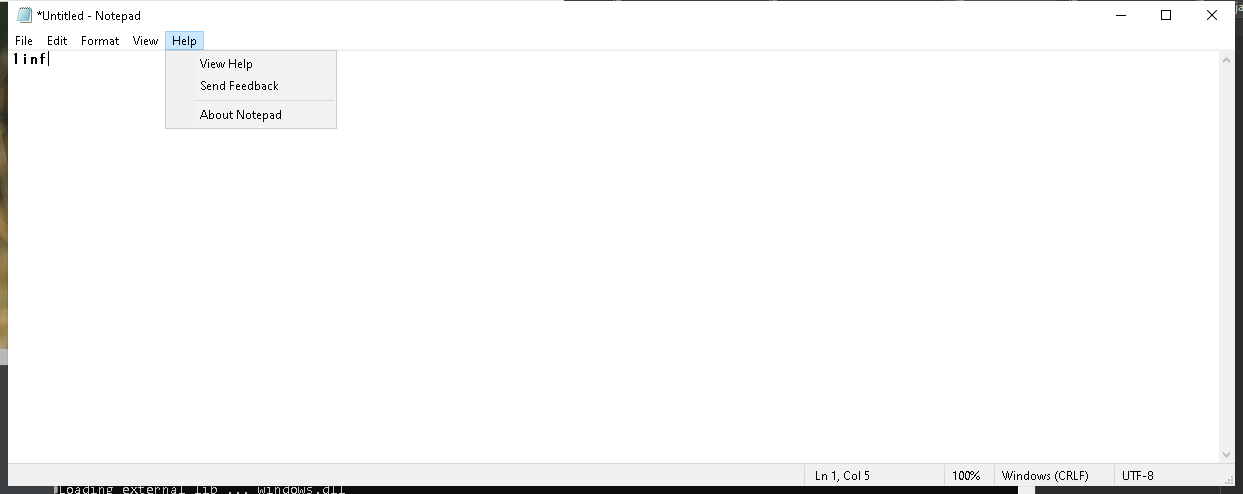 *Untitled - Notepad
File Edit Format View Help
linf
View Help
Send Feedback
About Notepad
Ln 1, Col 5 100% Windows (CRLF) UTF-8
Loading external lib ... windows.dll